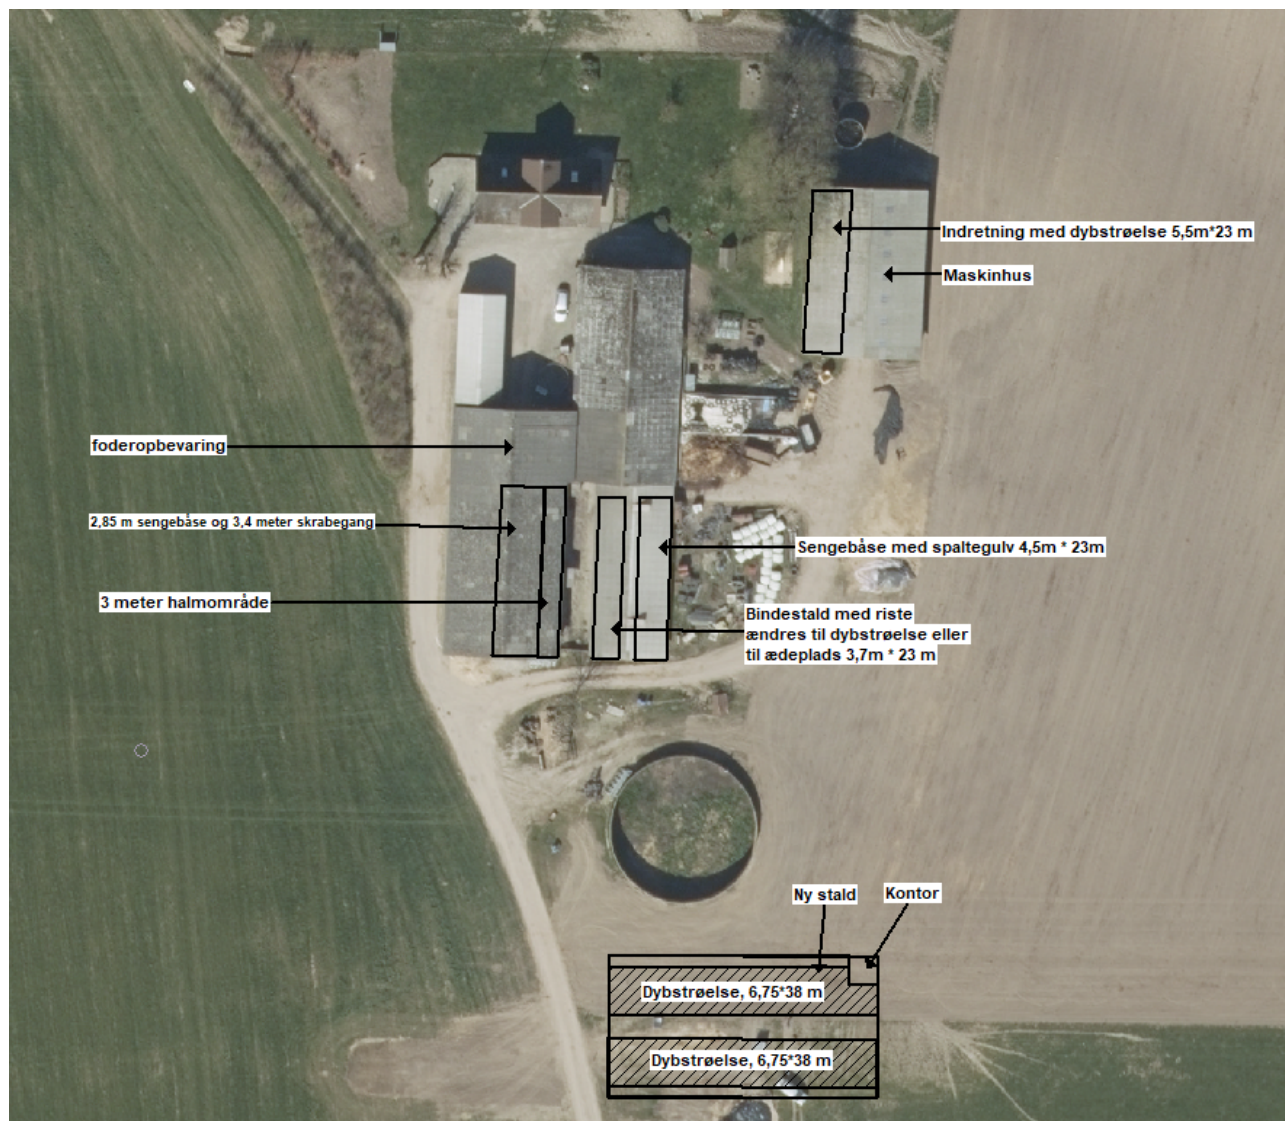 Indretning med dybstrøelse 5,5m*23 m
Maskinhus
foderopbevaring
2,85 m sengebåse og 3,4 meter skrabegang
Sengebåse med spaltegulv 4,5m * 23m
3 meter halmområde
Bindestald med riste
ændres til dybstrøelse eller
til ædeplads 3,7m * 23 m
Ny stald
Kontor
Dybstrøelse, 6,75*38 m
Dybstrøelse, 6,75*38 m